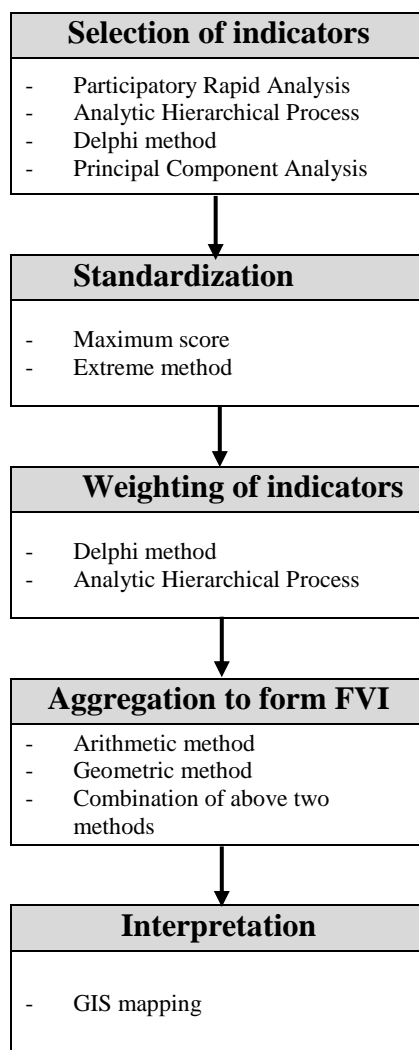 Selection of indicators
- Participatory Rapid Analysis
- Analytic Hierarchical Process
- Delphi method
- Principal Component Analysis
Standardization
- Maximum score
- Extreme method
Weighting of indicators
- Delphi method
- Analytic Hierarchical Process
Aggregation to form FVI
- Arithmetic method
- Geometric method
- Combination of above two
methods
Interpretation
- GIS mapping